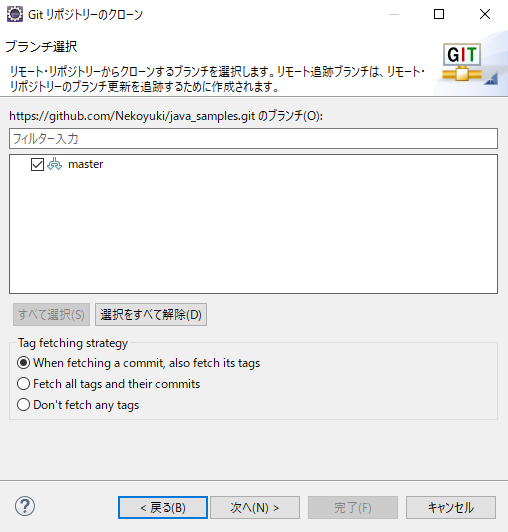 Git リポジトリーのクローン
ブランチ選択
リモート・リポジトリーからクローンするブランチを選択します。リモート追跡ブランチは、リモート・
リポジトリーのブランチ更新を追跡するために作成されます。
GIT
https://github.com/Nekoyuki/java_samples.git のブランチ(O):
フィルター入力
master
すべて選択(S) 選択をすべて解除(D)
Tag fetching strategy
When fetching a commit, also fetch its tags
Fetch all tags and their commits
Don't fetch any tags
? < 戻る(B) 次へ(N) > 完了(F) キャンセル